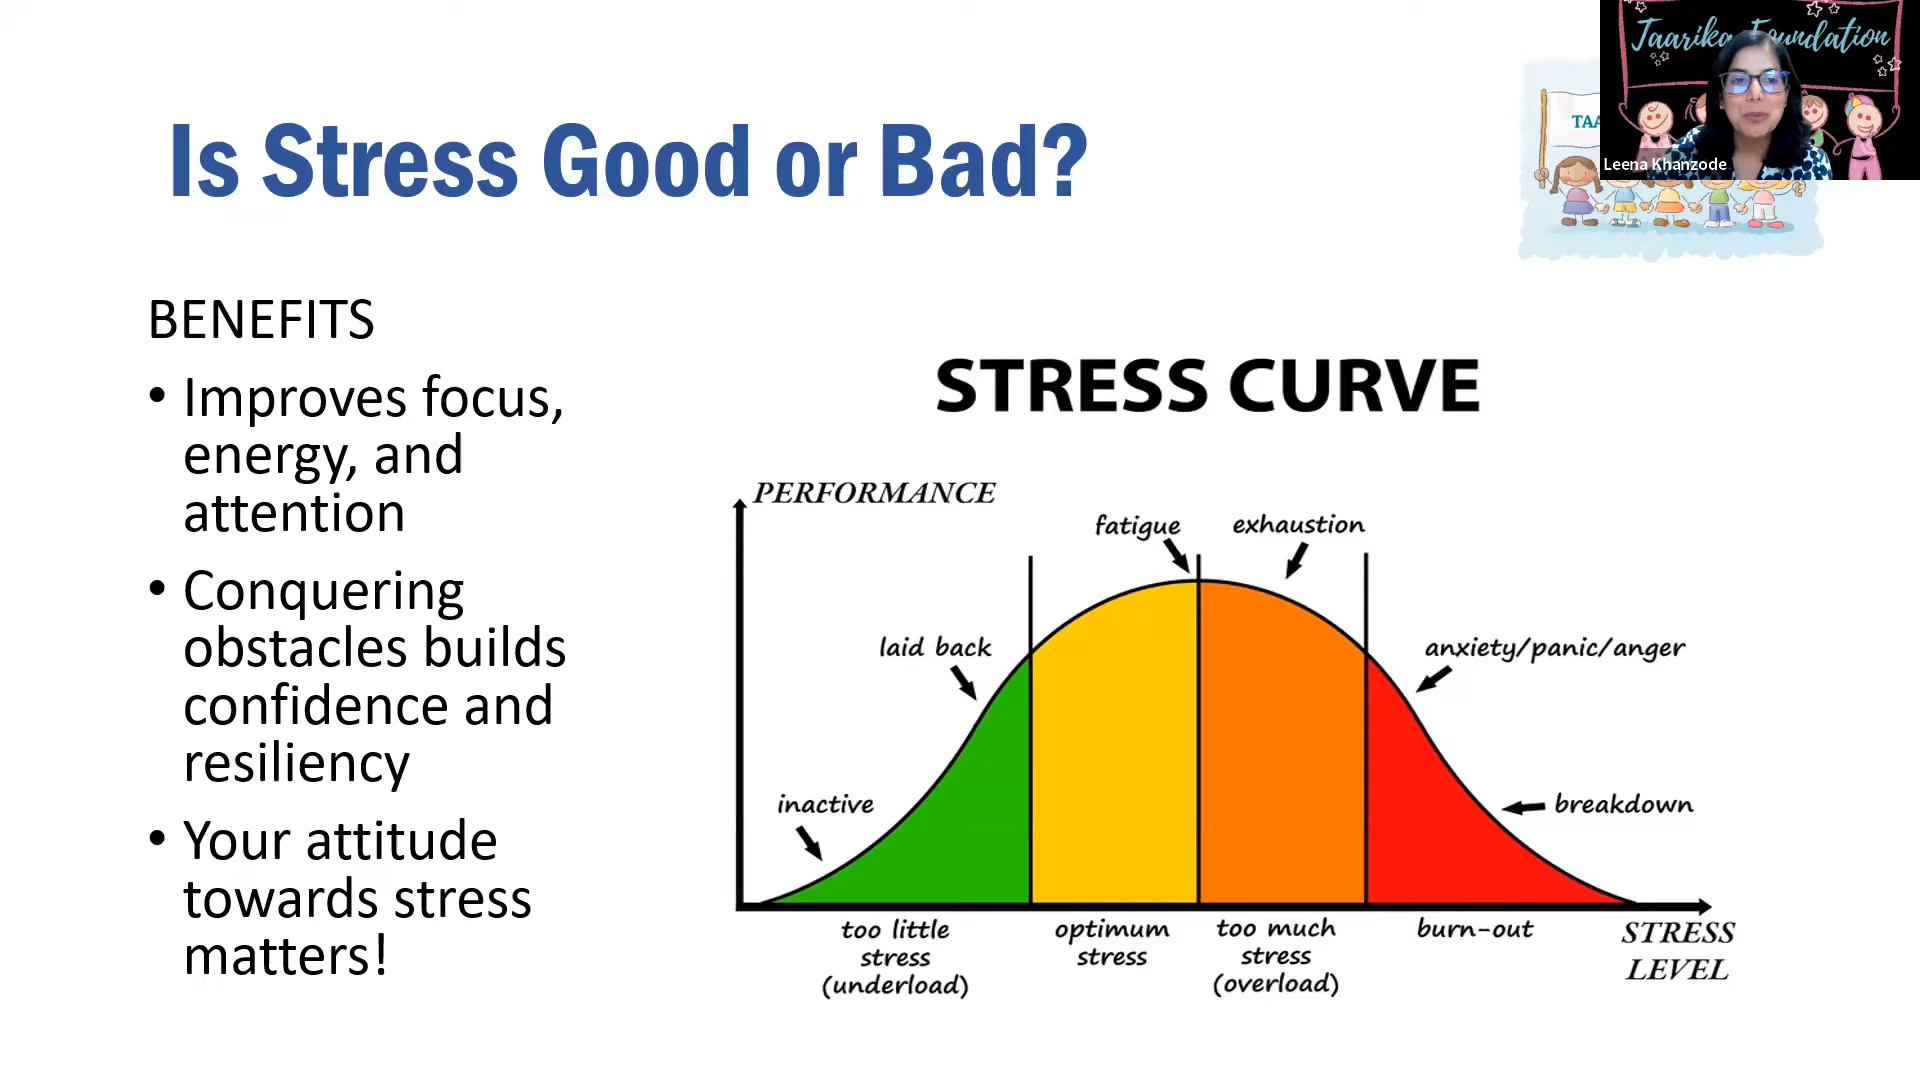 Taarika Foundation
Leena Khanzode
Is Stress Good or Bad?
BENEFITS
• Improves focus,
energy, and
attention
• Conquering
obstacles builds
confidence and
resiliency
• Your attitude
towards stress
matters!
STRESS CURVE
PERFORMANCE
fatigue
exhaustion
laid back
anxiety/panic/anger
inactive
breakdown
too little
stress
(underload)
optimum
stress
too much
stress
(overload)
burn-out
STRESS
LEVEL